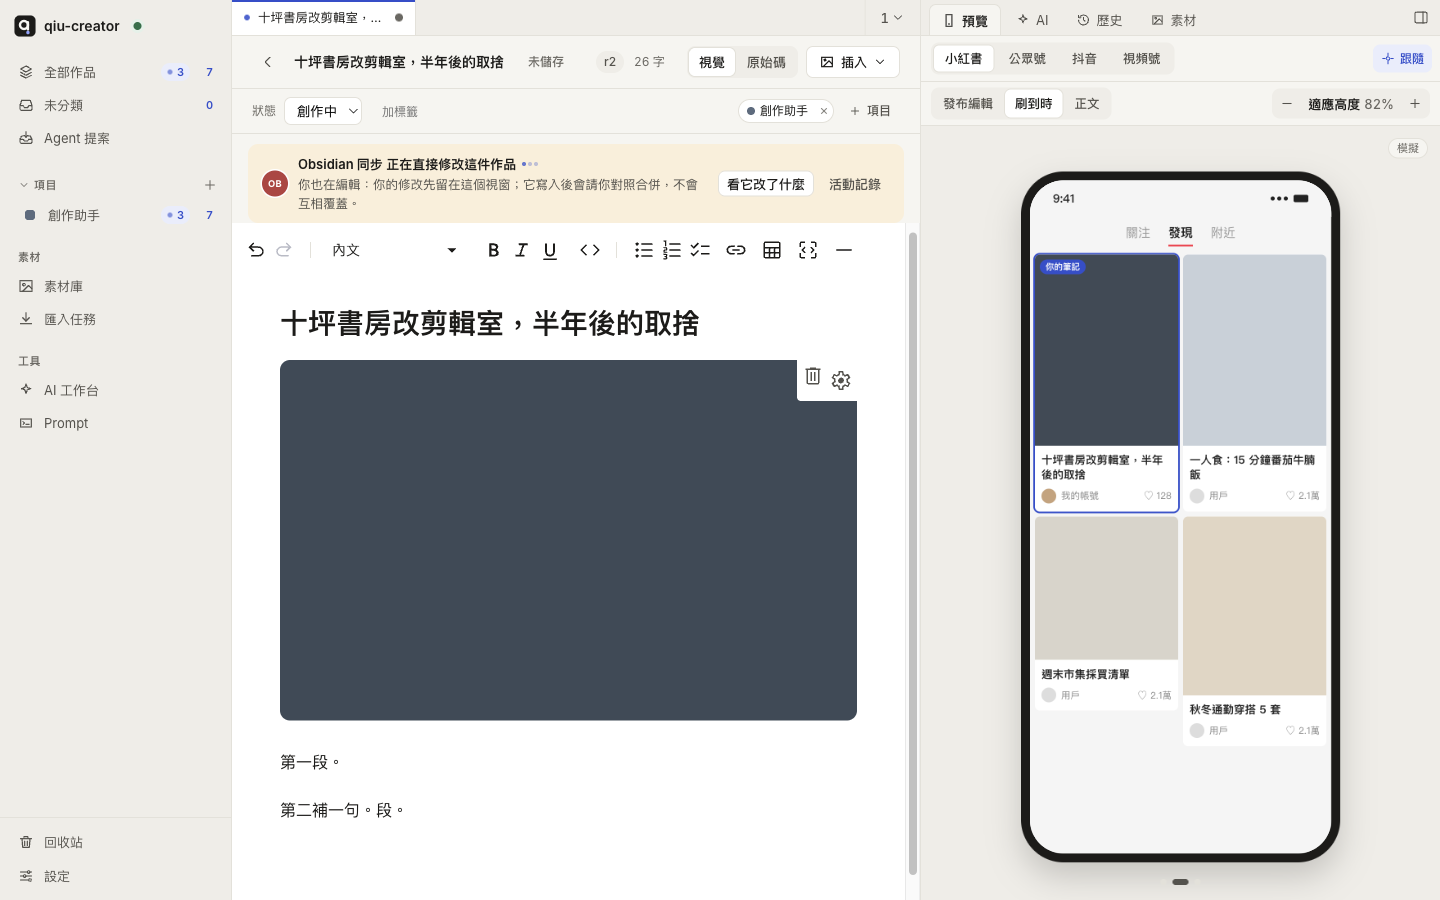 qiu-creator
全部作品 3 7
未分類 0
Agent 提案
項目
創作助手 3 7
素材
素材庫
匯入任務
工具
AI 工作台
Prompt
回收站
設定
十坪書房改剪輯室，...
1
十坪書房改剪輯室，半年後的取捨
未儲存
r2
26 字
視覺
原始碼
插入
狀態
創作中
加標籤
創作助手 ×
項目
OB
Obsidian 同步 正在直接修改這件作品
你也在編輯：你的修改先留在這個視窗；它寫入後會請你對照合併，不會
互相覆蓋。
看它改了什麼
活動記錄
內文
B I U
十坪書房改剪輯室，半年後的取捨
第一段。
第二補一句。段。
預覽
AI
歷史
素材
小紅書
公眾號
抖音
視頻號
跟隨
發布編輯
刷到時
正文
適應高度 82%
模擬
9:41
關注
發現
附近
你的筆記
十坪書房改剪輯室，半年
後的取捨
我的帳號
128
一人食：15 分鐘番茄牛腩
飯
用戶
2.1萬
週末市集採買清單
用戶
2.1萬
秋冬通勤穿搭 5 套
用戶
2.1萬